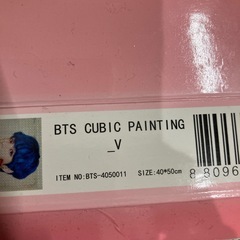 BTS CUBIC PAINTING
_V
ITEM NO:BTS-4050011 SIZE:40*50cm
8 8096